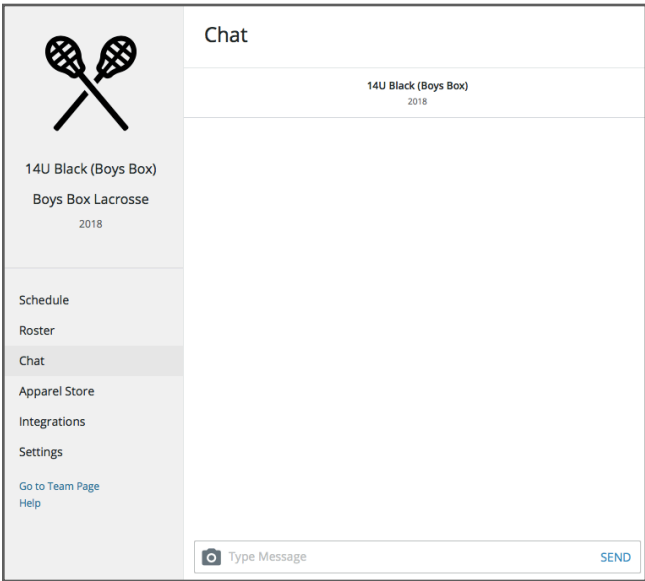 14U Black (Boys Box)
Boys Box Lacrosse
2018
Schedule
Roster
Chat
Apparel Store
Integrations
Settings
Go to Team Page
Help
Chat
14U Black (Boys Box)
2018
Type Message
SEND